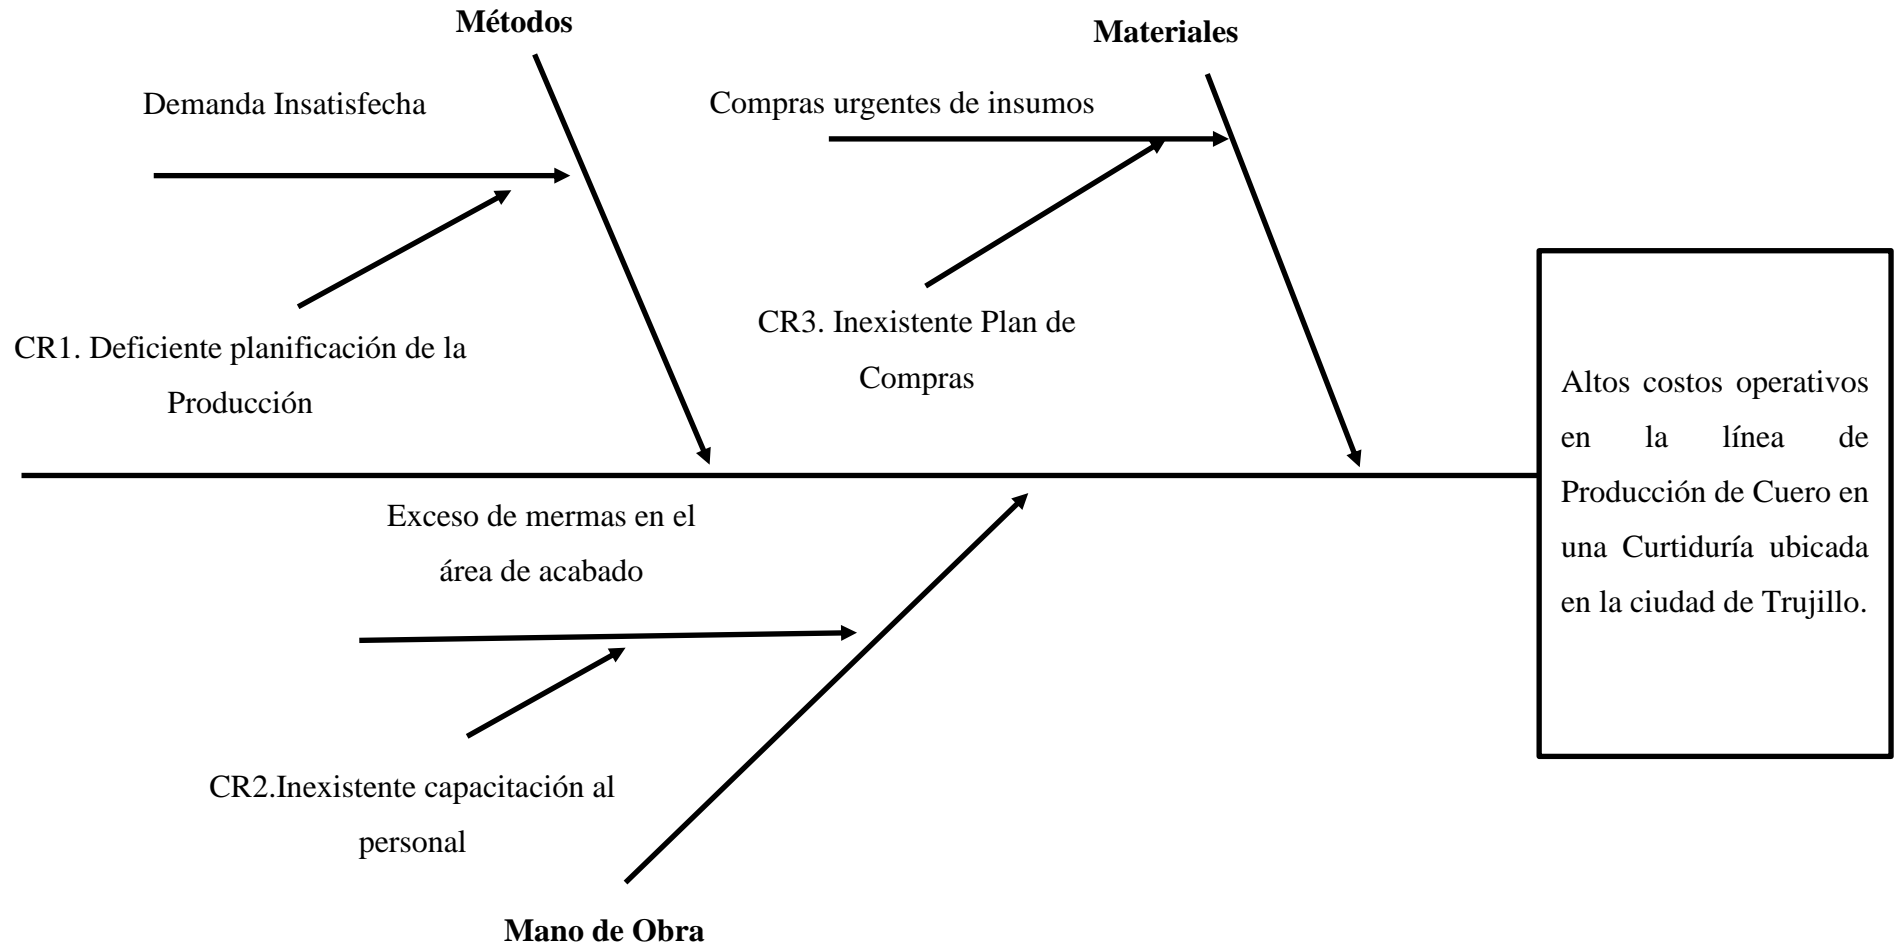 Métodos
Materiales
Demanda Insatisfecha
Compras urgentes de insumos
CR1. Deficiente planificación de la
Producción
CR3. Inexistente Plan de
Compras
Exceso de mermas en el
área de acabado
CR2.Inexistente capacitación al
personal
Mano de Obra
Altos costos operativos
en la línea de
Producción de Cuero en
una Curtiduría ubicada
en la ciudad de Trujillo.